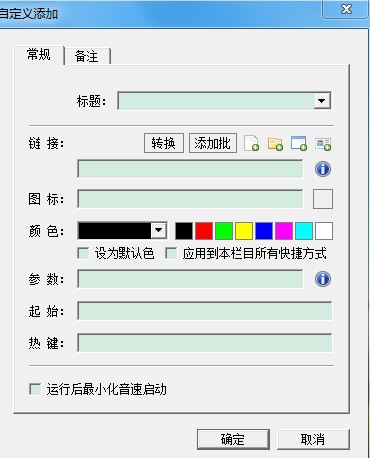 自定义添加
常规 备注
标题：
链 接： 转换 添加批
图 标：
颜 色：
设为默认色 应用到本栏目所有快捷方式
参 数：
起 始：
热 键：
运行后最小化音速启动
确定 取消